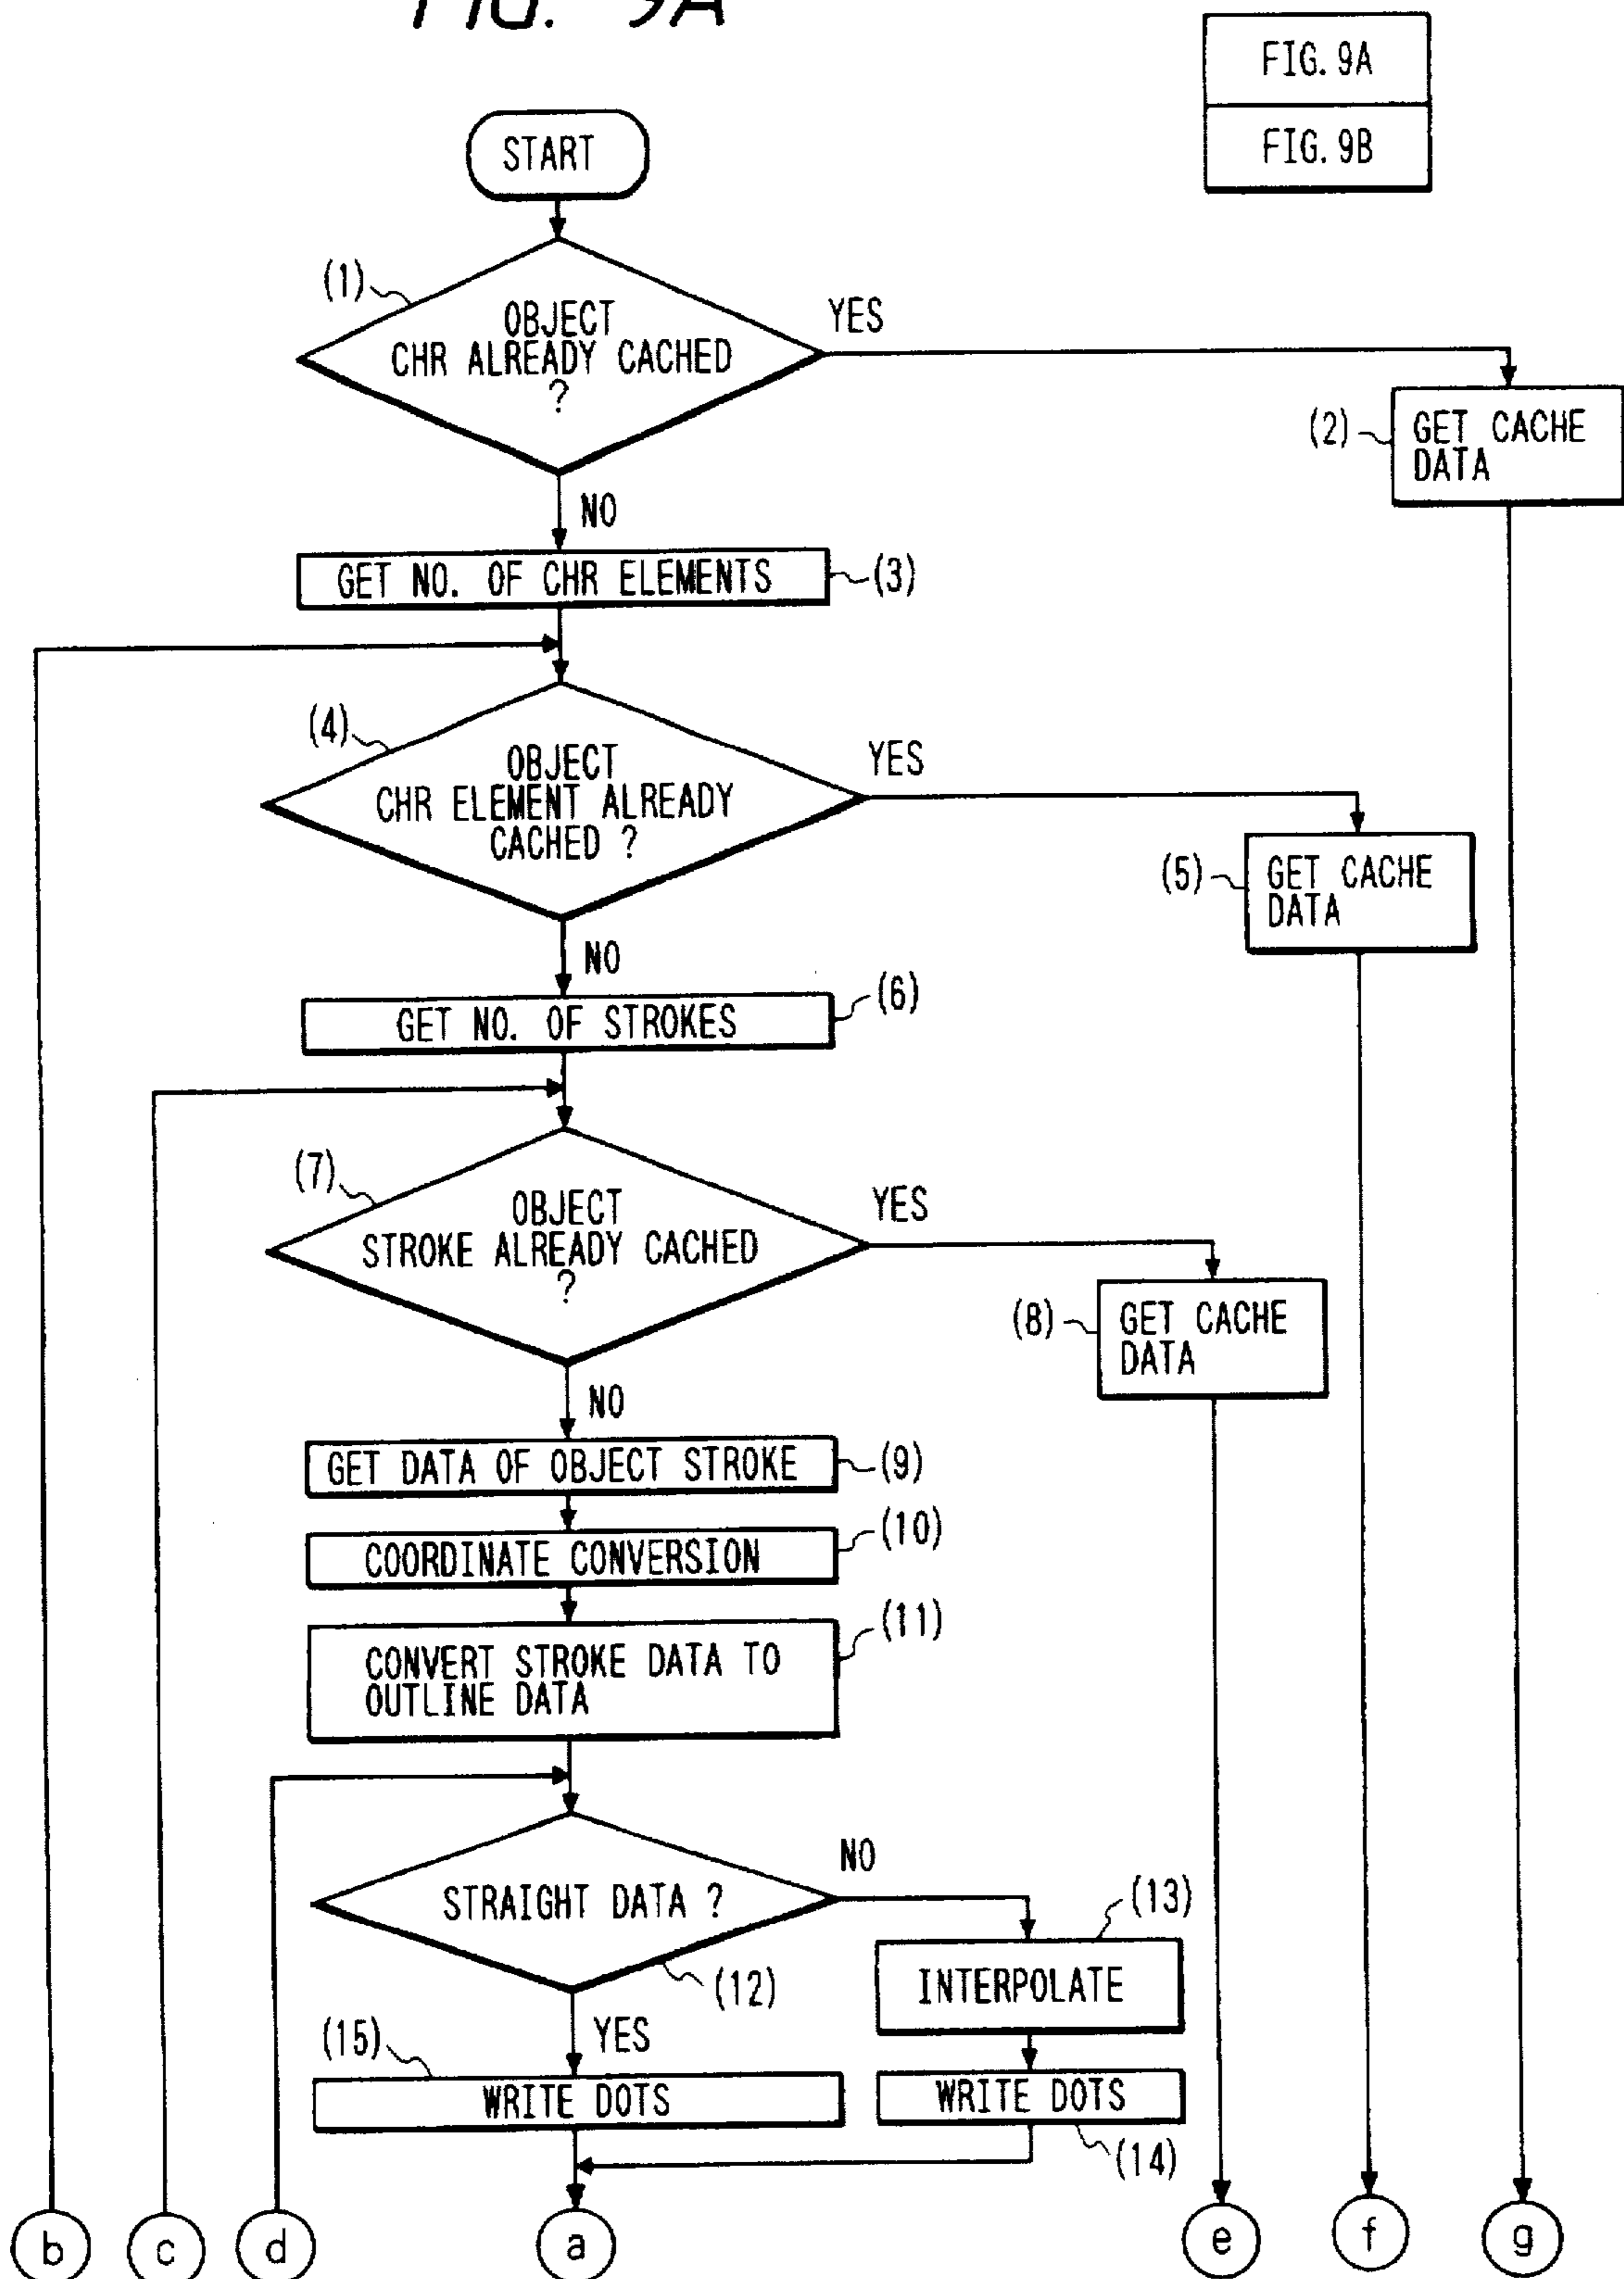 FIG. 9A
FIG. 9A
FIG. 9B
START
(1)
OBJECT
CHR ALREADY CACHED
?
YES
(2)
GET CACHE
DATA
NO
GET NO. OF CHR ELEMENTS
(3)
(4)
OBJECT
CHR ELEMENT ALREADY
CACHED ?
YES
(5)
GET CACHE
DATA
NO
GET NO. OF STROKES
(6)
(7)
OBJECT
STROKE ALREADY CACHED
?
YES
(8)
GET CACHE
DATA
NO
GET DATA OF OBJECT STROKE
(9)
COORDINATE CONVERSION
(10)
CONVERT STROKE DATA TO
OUTLINE DATA
(11)
STRAIGHT DATA ?
NO
(12)
(13)
INTERPOLATE
YES
(15)
WRITE DOTS
WRITE DOTS
(14)
b
c
d
a
e
f
g